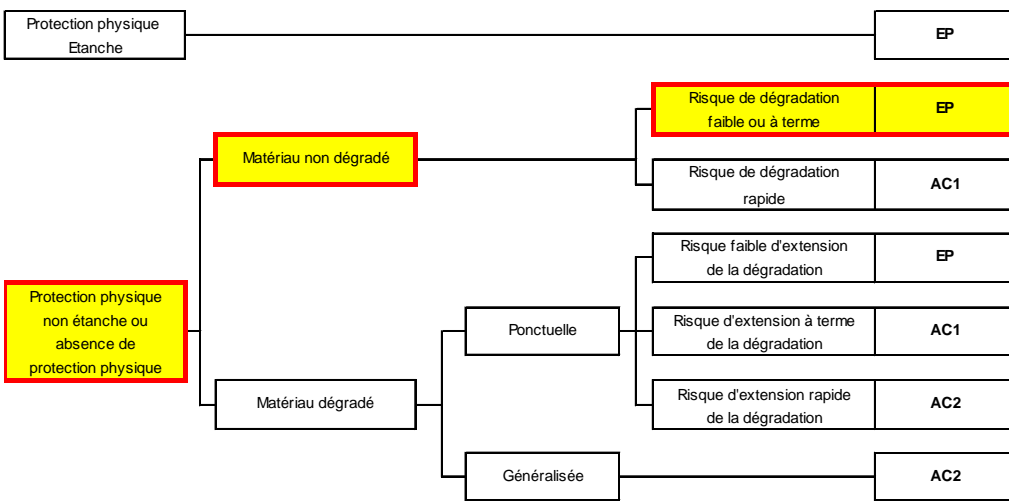 Protection physique
Etanche
EP
Risque de dégradation
faible ou à terme
EP
Matériau non dégradé
Risque de dégradation
rapide
AC1
Risque faible d'extension
de la dégradation
EP
Protection physique
non étanche ou
absence de
protection physique
Ponctuelle
Risque d'extension à terme
de la dégradation
AC1
Matériau dégradé
Risque d'extension rapide
de la dégradation
AC2
Généralisée
AC2